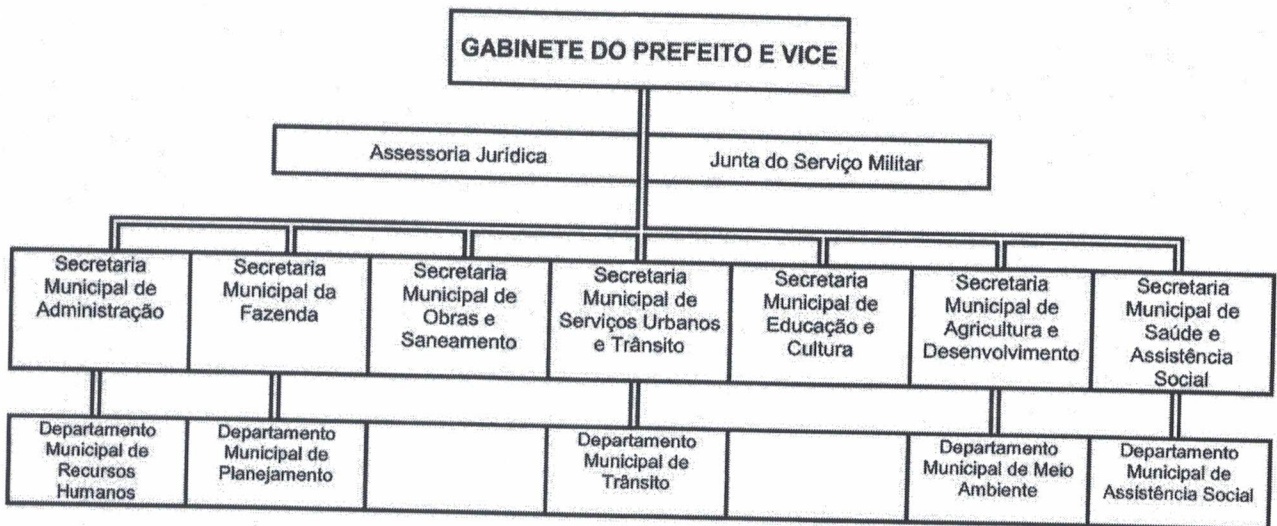 GABINETE DO PREFEITO E VICE
Assessoria Jurídica
Junta do Serviço Militar
Secretaria
Municipal de
Administração
Secretaria
Municipal da
Fazenda
Secretaria
Municipal de
Obras e
Saneamento
Secretaria
Municipal de
Serviços Urbanos
e Trânsito
Secretaria
Municipal de
Educação e
Cultura
Secretaria
Municipal de
Agricultura e
Desenvolvimento
Secretaria
Municipal de
Saúde e
Assistência
Social
Departamento
Municipal de
Recursos
Humanos
Departamento
Municipal de
Planejamento
Departamento
Municipal de
Trânsito
Departamento
Municipal de Meio
Ambiente
Departamento
Municipal de
Assistência Social